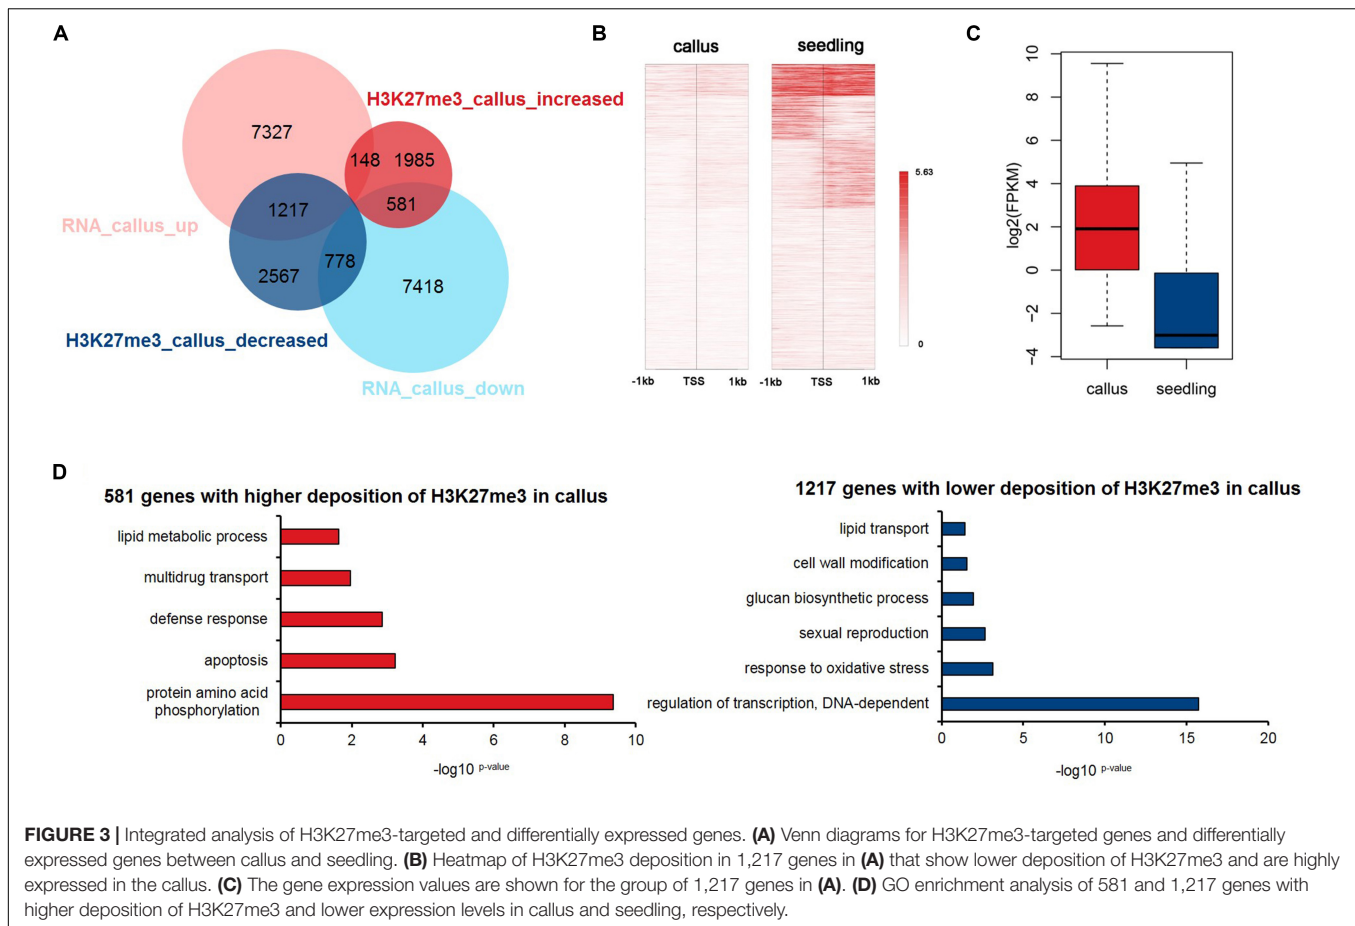 A
H3K27me3_callus_increased
7327
148
1985
581
1217
RNA_callus_up
778
2567
7418
H3K27me3_callus_decreased
RNA_callus_down
B
callus
seedling
5.63
0
-1kb
TSS
1kb
-1kb
TSS
1kb
C
log2(FPKM)
10
8
6
4
2
0
−2
−4
callus
seedling
D
581 genes with higher deposition of H3K27me3 in callus
lipid metabolic process
multidrug transport
defense response
apoptosis
protein amino acid
phosphorylation
0
2
4
6
8
10
-log10 p-value
1217 genes with lower deposition of H3K27me3 in callus
lipid transport
cell wall modification
glucan biosynthetic process
sexual reproduction
response to oxidative stress
regulation of transcription, DNA-dependent
0
5
10
15
20
-log10 p-value
FIGURE 3 | Integrated analysis of H3K27me3-targeted and differentially expressed genes. (A) Venn diagrams for H3K27me3-targeted genes and differentially
expressed genes between callus and seedling. (B) Heatmap of H3K27me3 deposition in 1,217 genes in (A) that show lower deposition of H3K27me3 and are highly
expressed in the callus. (C) The gene expression values are shown for the group of 1,217 genes in (A). (D) GO enrichment analysis of 581 and 1,217 genes with
higher deposition of H3K27me3 and lower expression levels in callus and seedling, respectively.